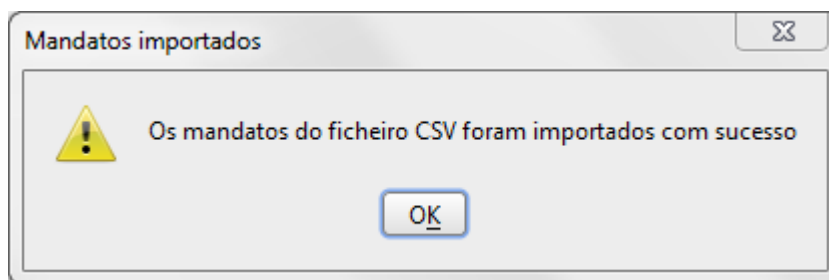 Mandatos importados
Os mandatos do ficheiro CSV foram importados com sucesso
OK